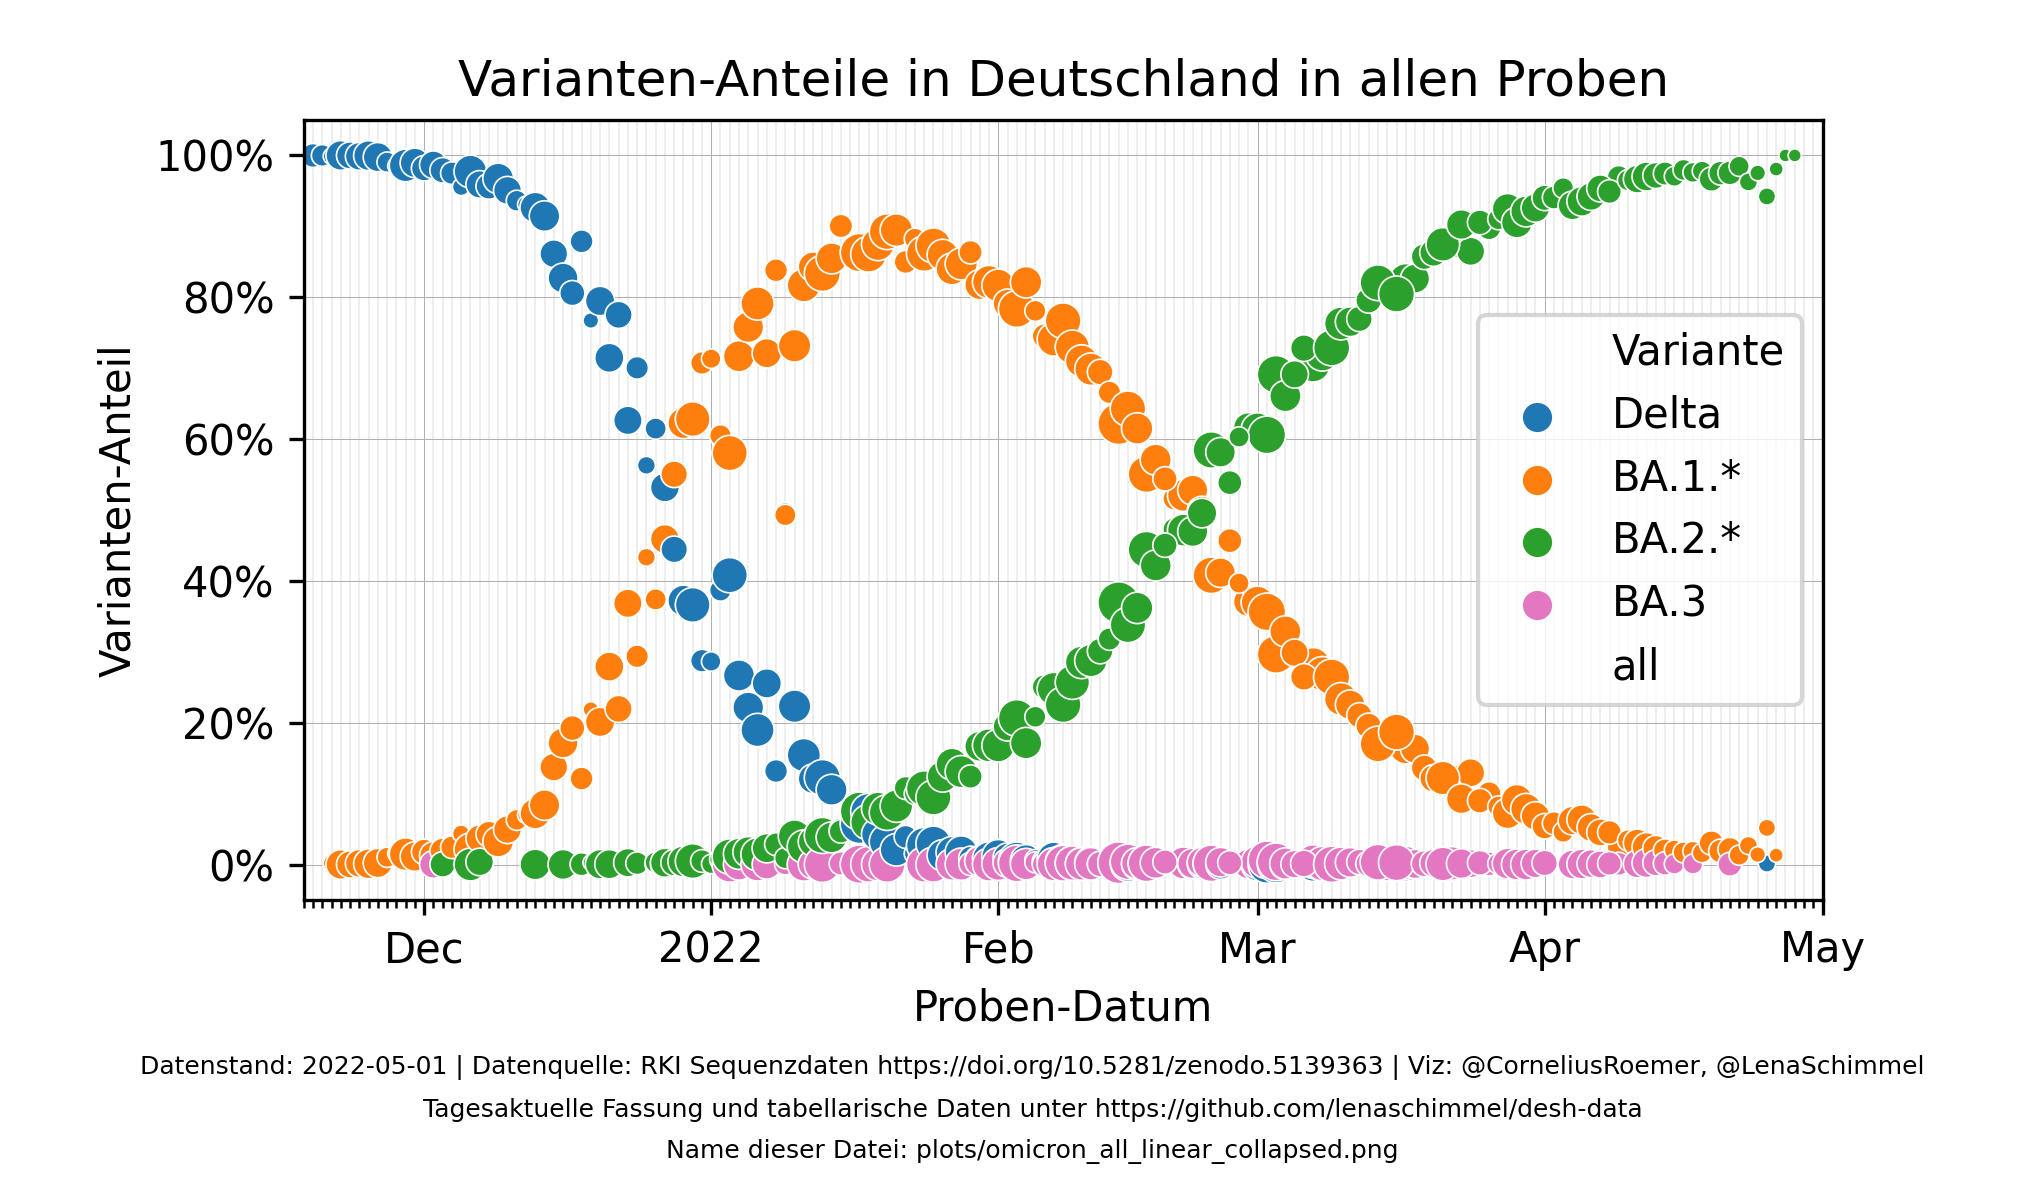 Varianten-Anteile in Deutschland in allen Proben
100%
80%
60%
40%
20%
0%
Varianten-Anteil
Variante
Delta
BA.1.*
BA.2.*
BA.3
all
Dec 2022 Feb Mar Apr May
Proben-Datum
Datenstand: 2022-05-01 | Datenquelle: RKI Sequenzdaten https://doi.org/10.5281/zenodo.5139363 | Viz: @CorneliusRoemer, @LenaSchimmel
Tagesaktuelle Fassung und tabellarische Daten unter https://github.com/lenaschimmel/desh-data
Name dieser Datei: plots/omicron_all_linear_collapsed.png